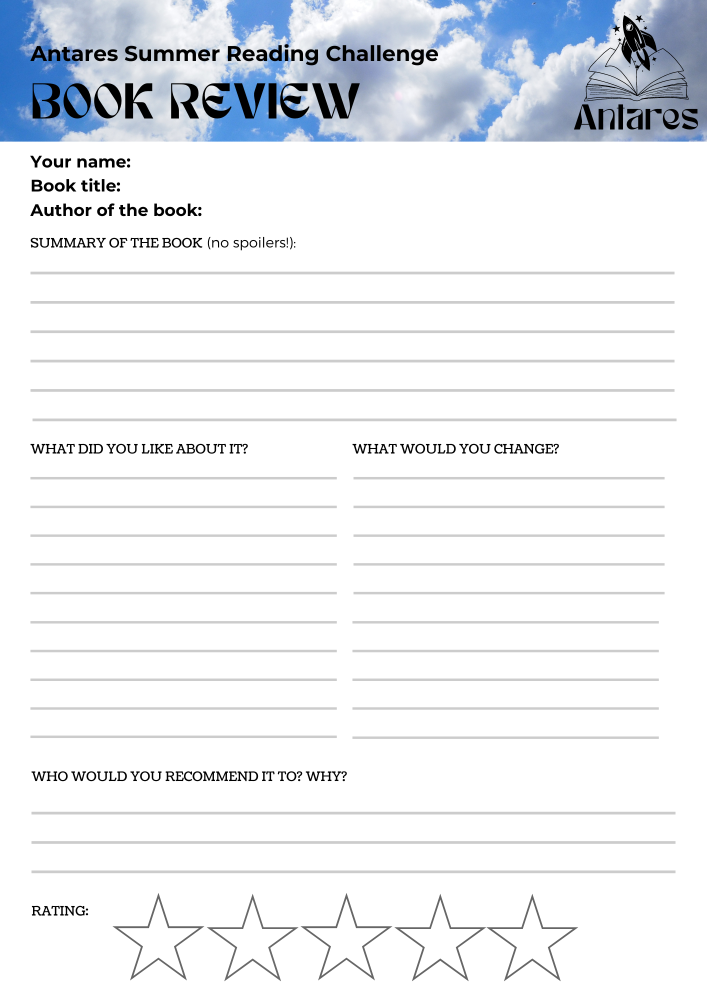 Antares Summer Reading Challenge
BOOK REVIEW
Antares
Your name:
Book title:
Author of the book:
SUMMARY OF THE BOOK (no spoilers!):
WHAT DID YOU LIKE ABOUT IT?
WHAT WOULD YOU CHANGE?
WHO WOULD YOU RECOMMEND IT TO? WHY?
RATING: